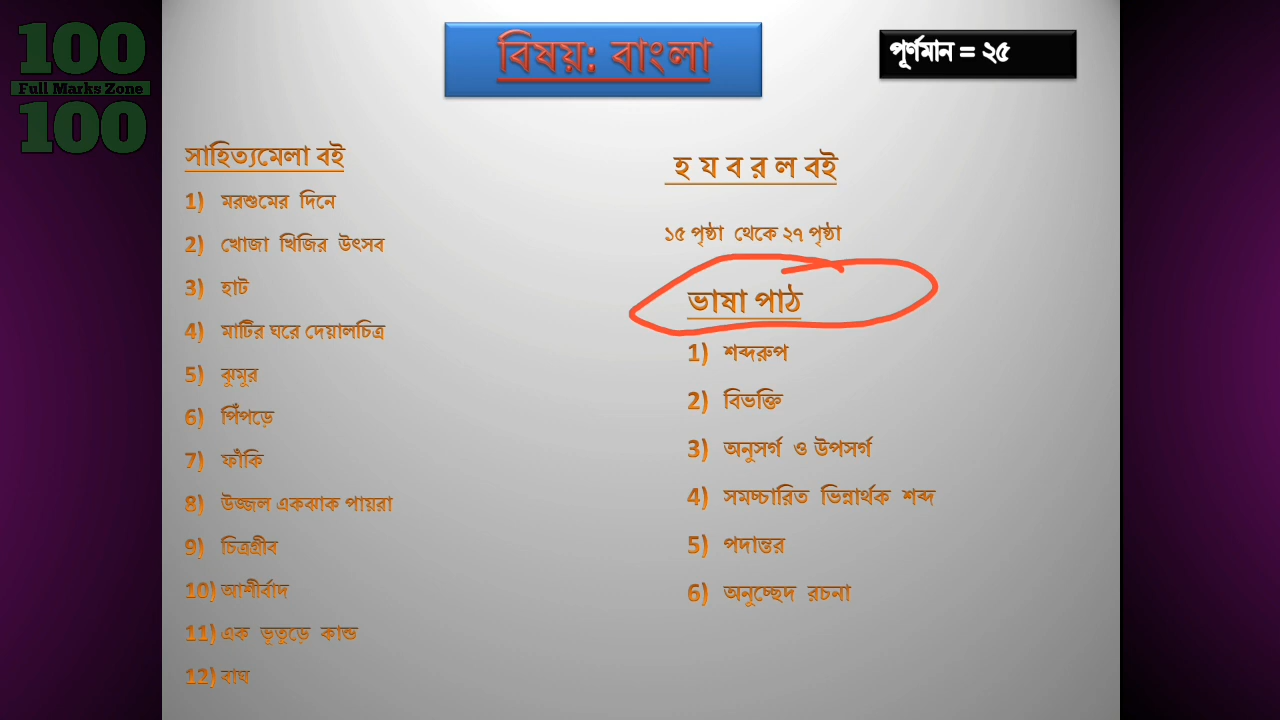 100
Full Marks Zone
100
বিষয়: বাংলা
পূর্ণমান = ২৫
সাহিত্যমেলা বই
1) মরশুমের দিনে
2) খোজা খিজির উৎসব
3) হাট
4) মাটির ঘরে দেয়ালচিত্র
5) ঝুমুর
6) পিঁপড়ে
7) ফাঁকি
8) উজ্জল একঝাক পায়রা
9) চিত্রগ্রীব
10) আশীর্বাদ
11) এক ভূতুড়ে কান্ড
12) বাঘ
হ য ব র ল বই
১৫ পৃষ্ঠা থেকে ২৭ পৃষ্ঠা
ভাষা পাঠ
1) শব্দরুপ
2) বিভক্তি
3) অনুসর্গ ও উপসর্গ
4) সমচ্চারিত ভিন্নার্থক শব্দ
5) পদান্তর
6) অনুচ্ছেদ রচনা